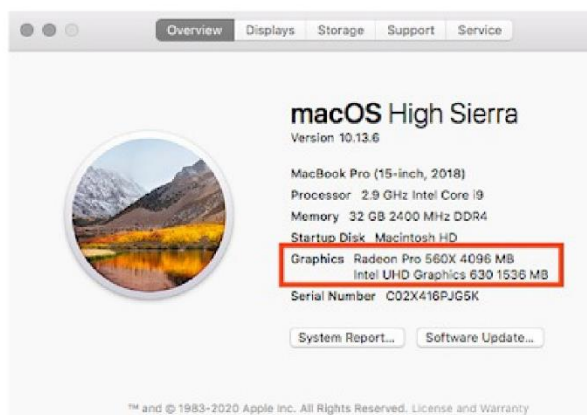 Overview Displays Storage Support Service
macOS High Sierra
Version 10.13.6
MacBook Pro (15-inch, 2018)
Processor 2.9 GHz Intel Core i9
Memory 32 GB 2400 MHz DDR4
Startup Disk Macintosh HD
Graphics Radeon Pro 560X 4096 MB
Intel UHD Graphics 630 1536 MB
Serial Number C02X416PJG5K
System Report... Software Update...
™ and © 1983-2020 Apple Inc. All Rights Reserved. License and Warranty